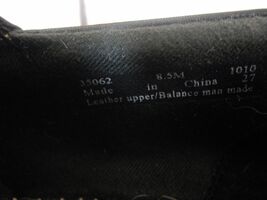 35062 8.5M 1010
Made in China 27
Leather upper/Balance man made